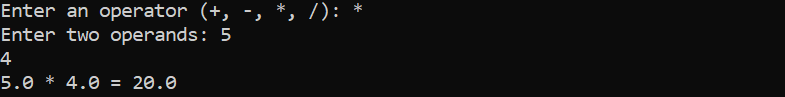 Enter an operator (+, -, *, /): *
Enter two operands: 5
4
5.0 * 4.0 = 20.0